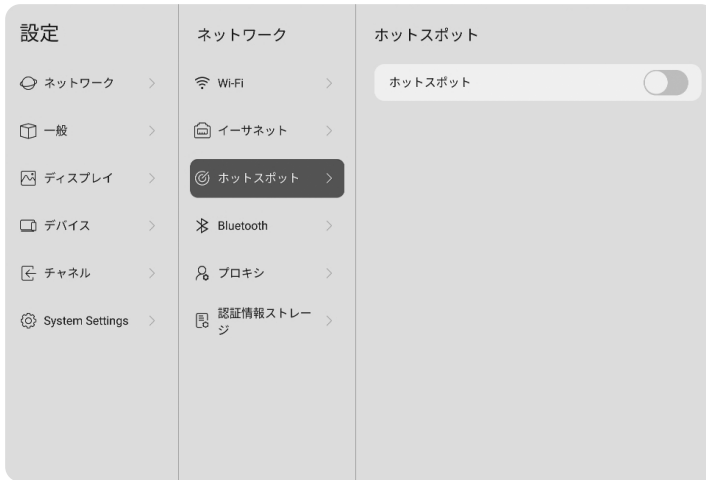 設定
ネットワーク
一般
ディスプレイ
デバイス
チャネル
System Settings
ネットワーク
Wi-Fi
イーサネット
ホットスポット
Bluetooth
プロキシ
認証情報ストレー
ジ
ホットスポット
ホットスポット